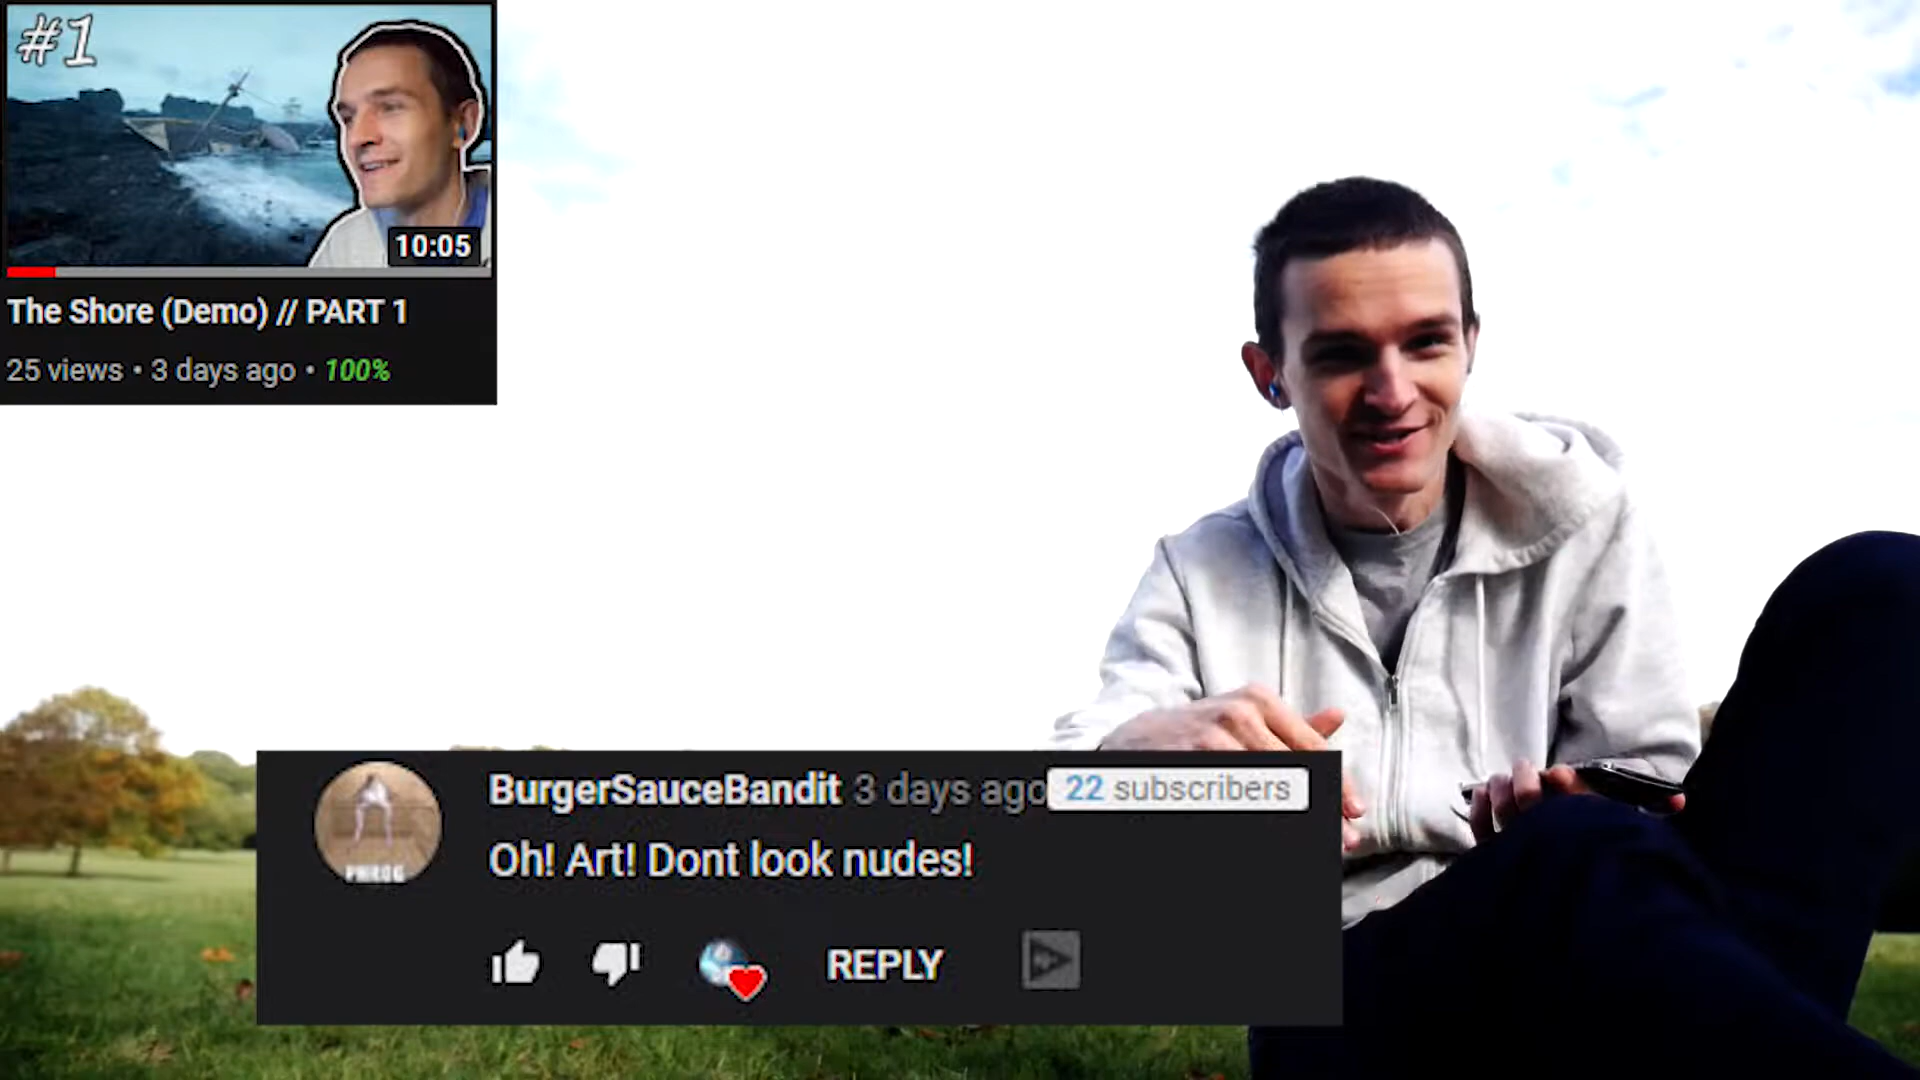 #1
10:05
The Shore (Demo) // PART 1
25 views • 3 days ago • 100%
BurgerSauceBandit 3 days ago 22 subscribers
Oh! Art! Dont look nudes!
PHROG
REPLY